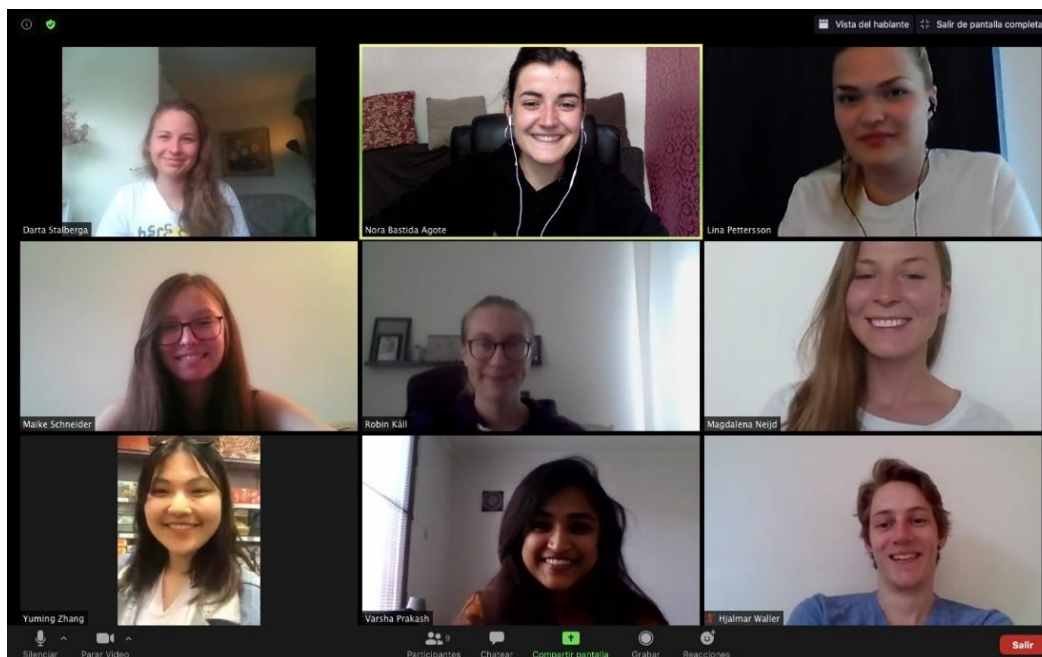 Vista del hablante
Salir de pantalla completa
Darta Stalberga
Nora Bastida Agote
Lina Pettersson
Maike Schneider
Robin Käll
Magdalena Neijd
Yuming Zhang
Varsha Prakash
Hjalmar Waller
Silenciar
Parar Video
Participantes
9
Chatear
Compartir pantalla
Grabar
Reacciones
Salir